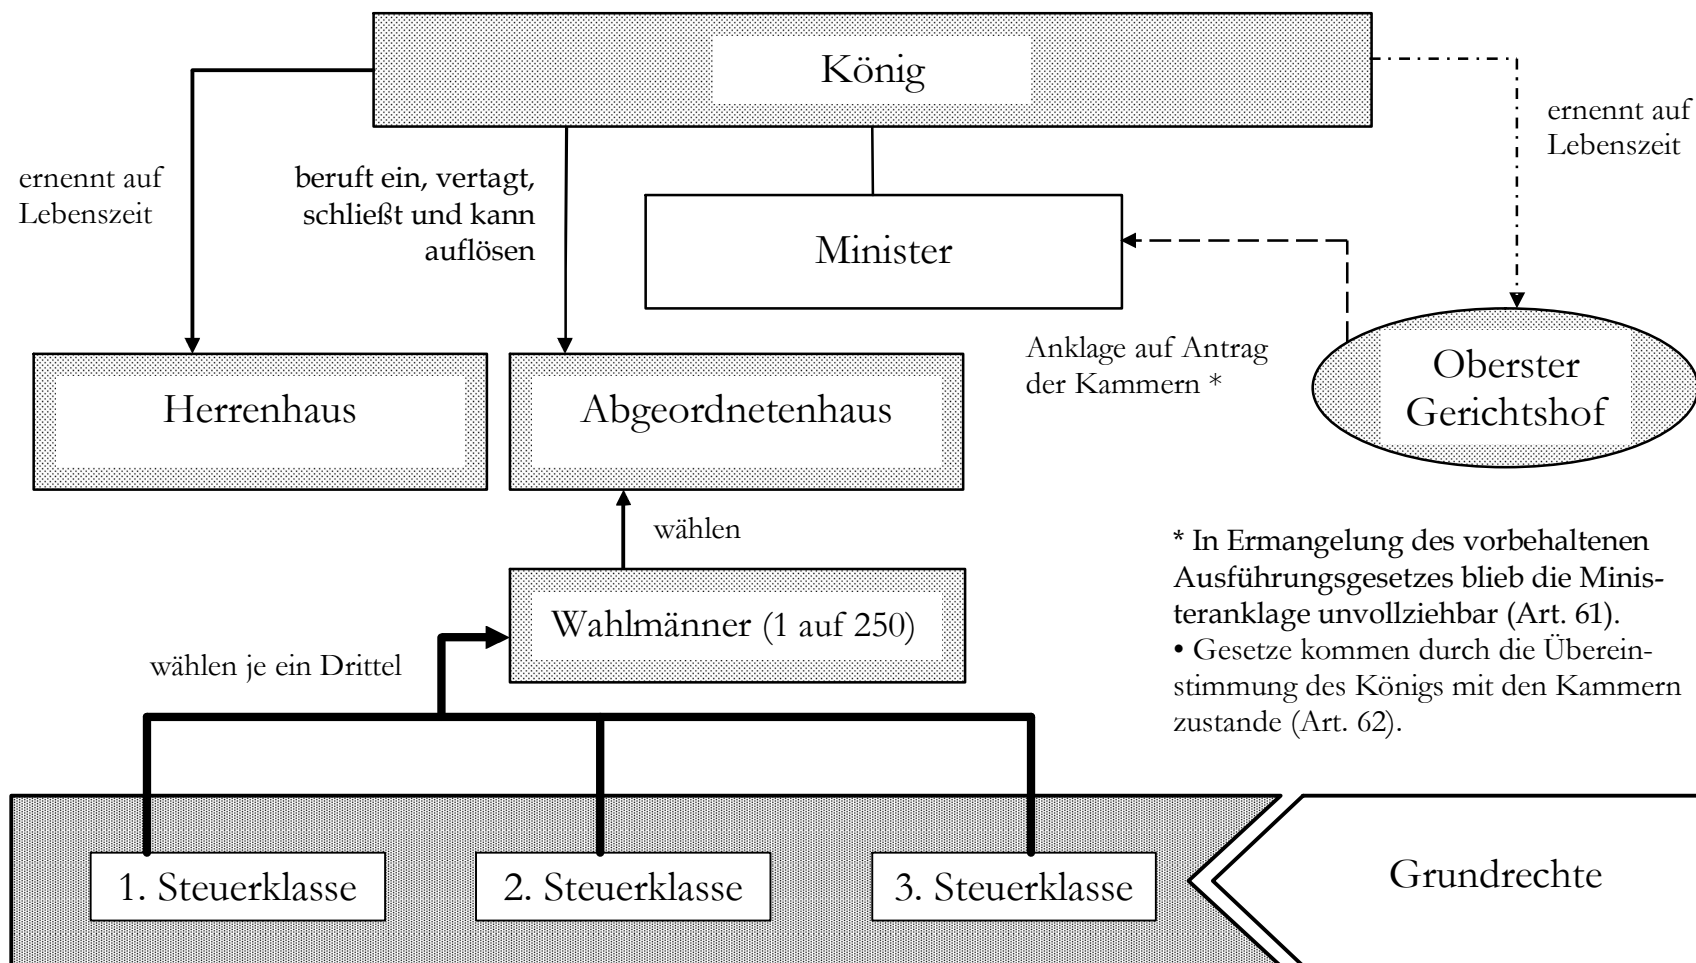 König
ernennt auf
Lebenszeit
beruft ein, vertagt,
schließt und kann
auflösen
ernennt auf
Lebenszeit
Minister
Anklage auf Antrag
der Kammern *
Oberster
Gerichtshof
Herrenhaus
Abgeordnetenhaus
wählen
Wahlmänner (1 auf 250)
wählen je ein Drittel
* In Ermangelung des vorbehaltenen
Ausführungsgesetzes blieb die Minis-
teranklage unvollziehbar (Art. 61).
• Gesetze kommen durch die Überein-
stimmung des Königs mit den Kammern
zustande (Art. 62).
1. Steuerklasse
2. Steuerklasse
3. Steuerklasse
Grundrechte